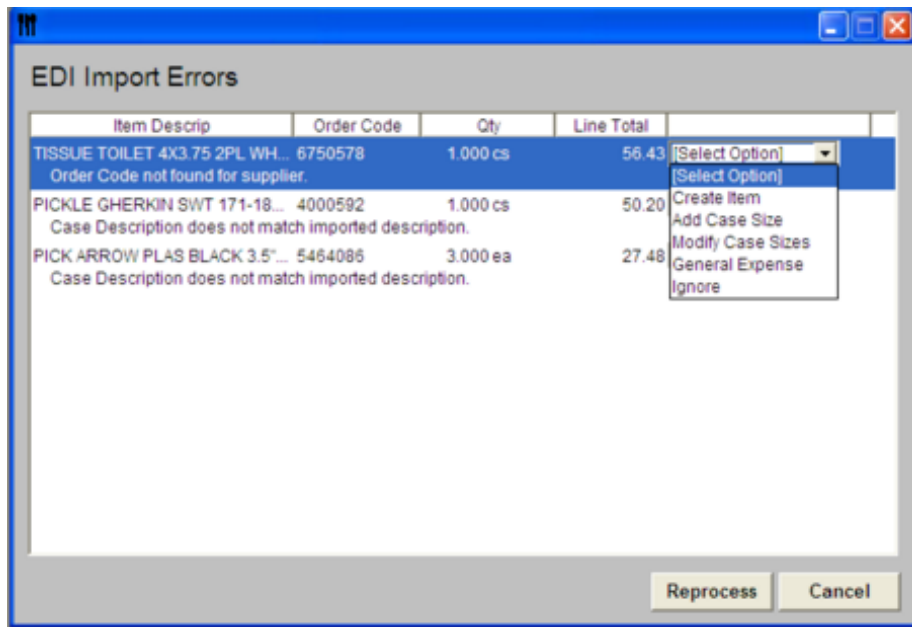 EDI Import Errors
Item Descrip Order Code Qty Line Total
TISSUE TOILET 4X3.75 2PL WH... 6750578 1.000 cs 56.43 [Select Option]
Order Code not found for supplier.
[Select Option]
PICKLE GHERKIN SWT 171-18... 4000592 1.000 cs 50.20 Create Item
Case Description does not match imported description.
Add Case Size
Modify Case Sizes
PICK ARROW PLAS BLACK 3.5"... 5464086 3.000 ea 27.48 General Expense
Case Description does not match imported description.
Ignore
Reprocess Cancel